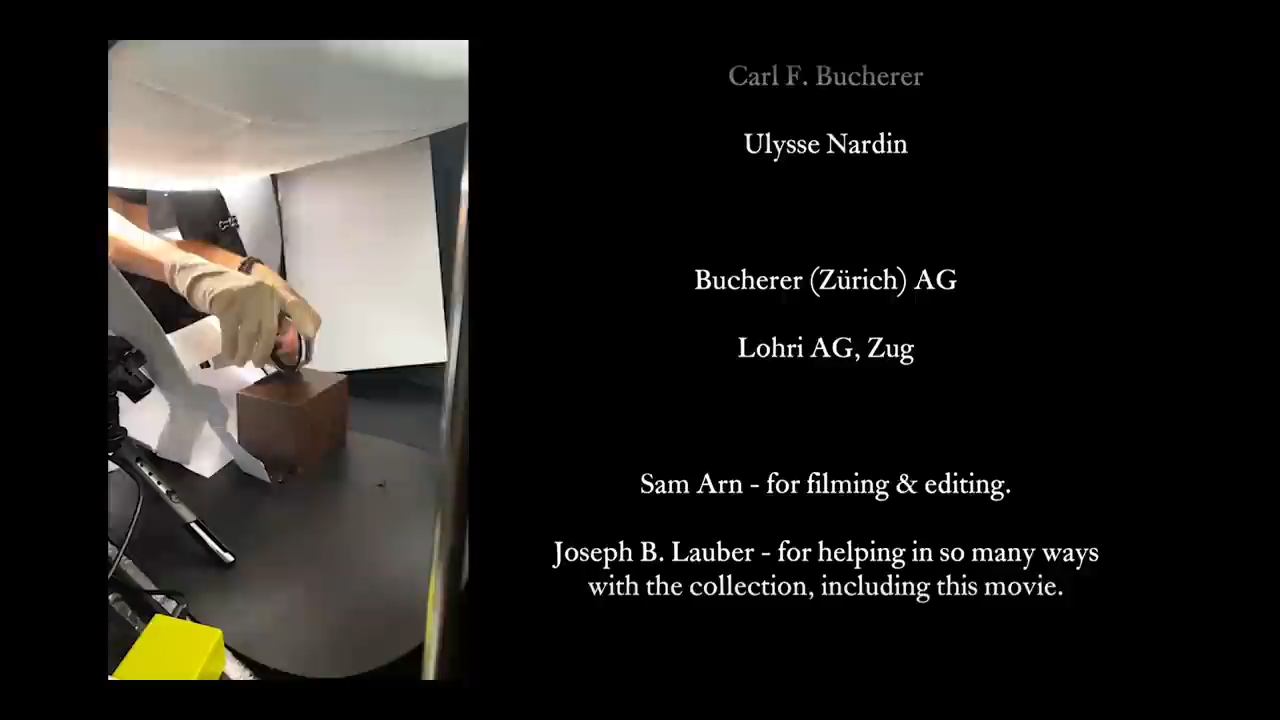 Carl F. Bucherer
Ulysse Nardin
Bucherer (Zürich) AG
Lohri AG, Zug
Sam Arn - for filming & editing.
Joseph B. Lauber - for helping in so many ways
with the collection, including this movie.